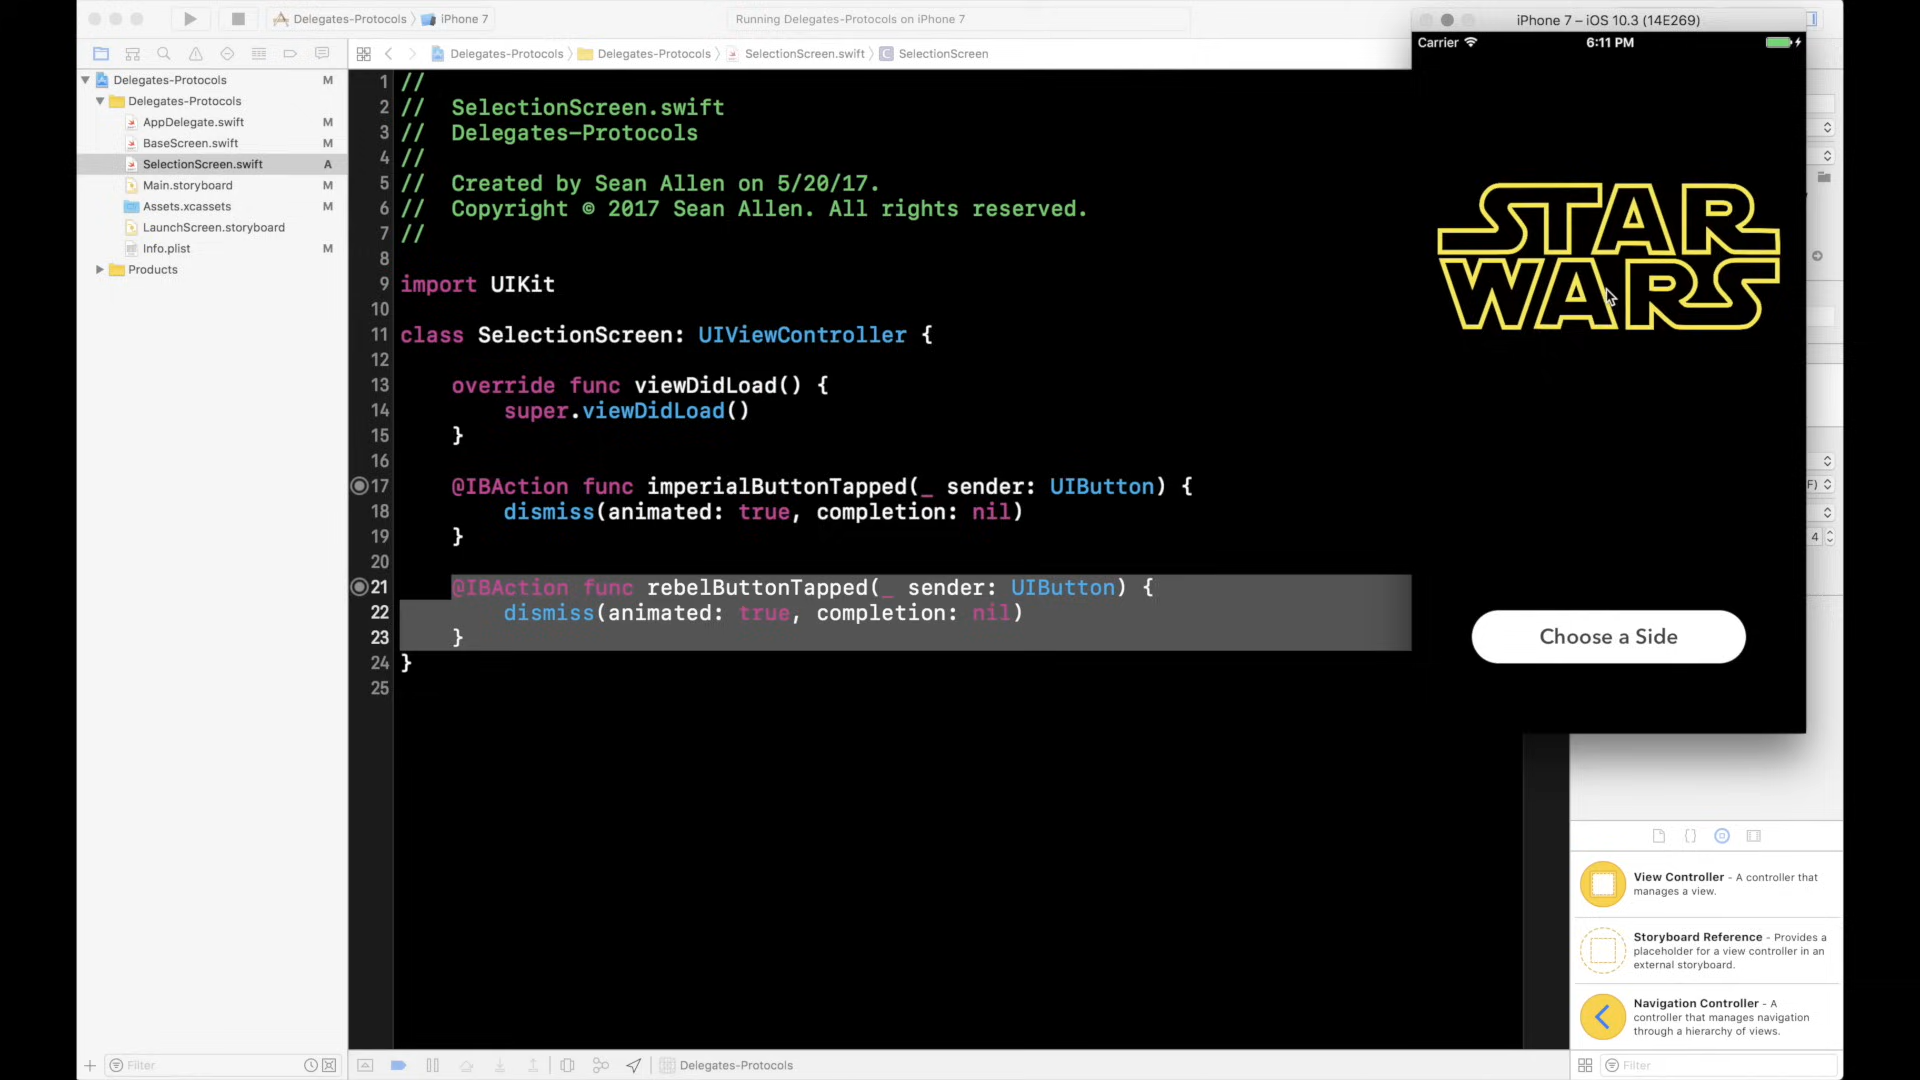 Delegates-Protocols
iPhone 7
Running Delegates-Protocols on iPhone 7
iPhone 7 – iOS 10.3 (14E269)
Delegates-Protocols
Delegates-Protocols
SelectionScreen.swift
SelectionScreen
Carrier
6:11 PM
Delegates-Protocols M
Delegates-Protocols
AppDelegate.swift M
BaseScreen.swift M
SelectionScreen.swift A
Main.storyboard M
Assets.xcassets M
LaunchScreen.storyboard
Info.plist M
Products
1 //
2 // SelectionScreen.swift
3 // Delegates-Protocols
4 //
5 // Created by Sean Allen on 5/20/17.
6 // Copyright © 2017 Sean Allen. All rights reserved.
7 //
8
9 import UIKit
10
11 class SelectionScreen: UIViewController {
12
13 override func viewDidLoad() {
14 super.viewDidLoad()
15 }
16
17 @IBAction func imperialButtonTapped(_ sender: UIButton) {
18 dismiss(animated: true, completion: nil)
19 }
20
21 @IBAction func rebelButtonTapped(_ sender: UIButton) {
22 dismiss(animated: true, completion: nil)
23 }
24 }
25
STAR
WARS
Choose a Side
F)
4
View Controller - A controller that
manages a view.
Storyboard Reference - Provides a
placeholder for a view controller in an
external storyboard.
Navigation Controller - A
controller that manages navigation
through a hierarchy of views.
Filter
Delegates-Protocols
Filter